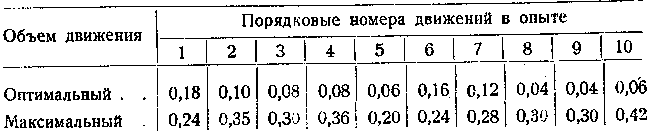 Объем движения
Порядковые номера движений в опыте
1 2 3 4 5 6 7 8 9 10
Оптимальный . . 0,18 0,10 0,08 0,08 0,06 0,16 0,12 0,04 0,04 0,06
Максимальный . 0,24 0,35 0,30 0,36 0,20 0,24 0,28 0,30 0,30 0,42